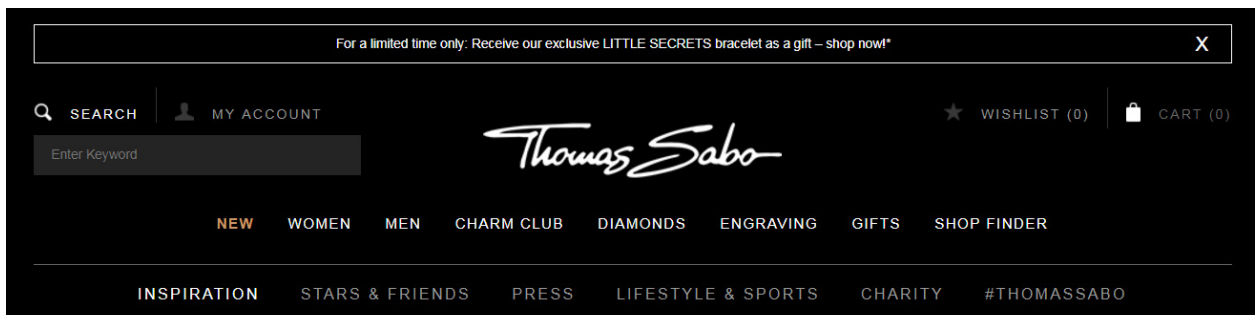 For a limited time only: Receive our exclusive LITTLE SECRETS bracelet as a gift – shop now!* X
SEARCH MY ACCOUNT WISHLIST (0) CART (0)
Enter Keyword
Thomas Sabo
NEW WOMEN MEN CHARM CLUB DIAMONDS ENGRAVING GIFTS SHOP FINDER
INSPIRATION STARS & FRIENDS PRESS LIFESTYLE & SPORTS CHARITY #THOMASSABO